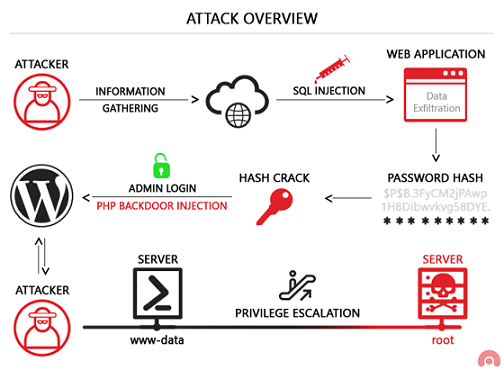 ATTACK OVERVIEW
ATTACKER
INFORMATION
GATHERING
SQL INJECTION
WEB APPLICATION
Data
Exfiltration
PASSWORD HASH
$P$B.3FyCM2jPAwp
1H8Dibwvkvg58DYE.
* * * * * * * * *
HASH CRACK
ADMIN LOGIN
PHP BACKDOOR INJECTION
ATTACKER
SERVER
www-data
PRIVILEGE ESCALATION
SERVER
root